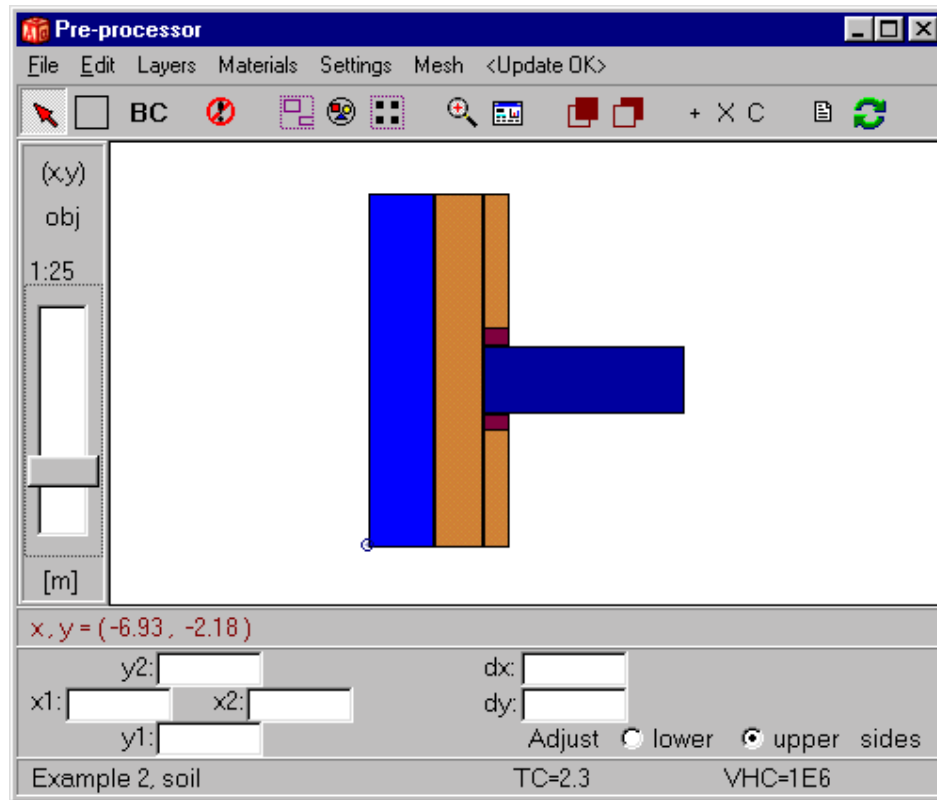 Pre-processor
File Edit Layers Materials Settings Mesh <Update OK>
BC + X C
(x,y)
obj
1:25
[m]
x, y = (-6.93, -2.18)
y2: dx:
x1: x2: dy:
y1: Adjust lower upper sides
Example 2, soil TC=2.3 VHC=1E6